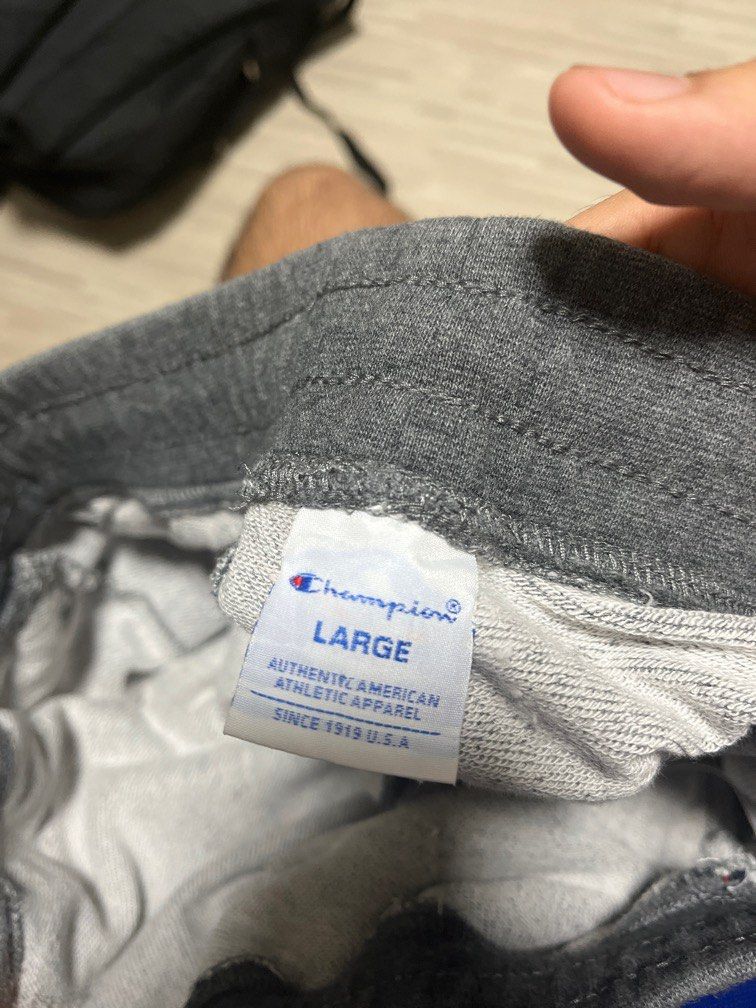 Champion®
LARGE
AUTHENTIC AMERICAN
ATHLETIC APPAREL
SINCE 1919 U.S.A